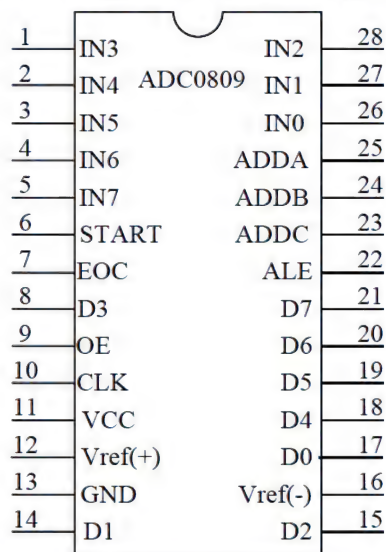 1 IN3 IN2 28
2 IN4 ADC0809 IN1 27
3 IN5 IN0 26
4 IN6 ADDA 25
5 IN7 ADDB 24
6 START ADDC 23
7 EOC ALE 22
8 D3 D7 21
9 OE D6 20
10 CLK D5 19
11 VCC D4 18
12 Vref(+) D0 17
13 GND Vref(-) 16
14 D1 D2 15